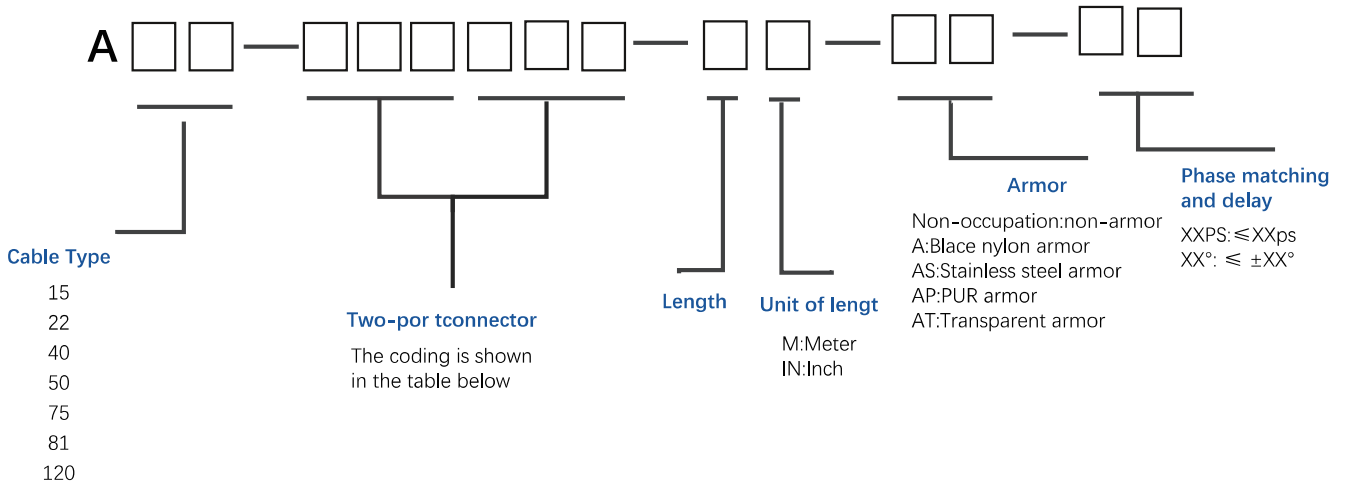 A
Cable Type
15
22
40
50
75
81
120
Two-por tconnector
The coding is shown
in the table below
Length
Unit of lengt
M:Meter
IN:Inch
Armor
Non-occupation:non-armor
A:Blace nylon armor
AS:Stainless steel armor
AP:PUR armor
AT:Transparent armor
Phase matching
and delay
XXPS:≤XXps
XX°: ≤ ±XX°